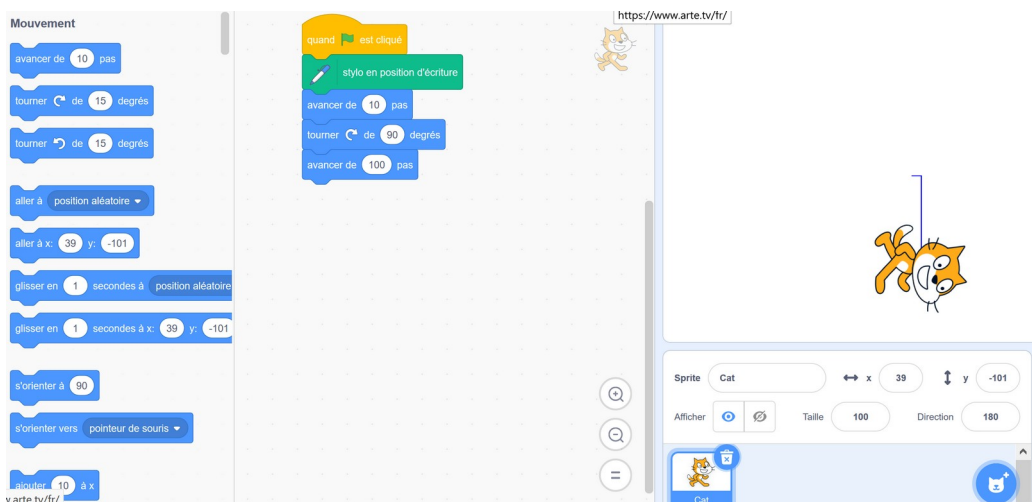 Mouvement
avancer de 10 pas
tourner de 15 degrés
tourner de 15 degrés
aller à position aléatoire
aller à x: 39 y: -101
glisser en 1 secondes à position aléatoire
glisser en 1 secondes à x: 39 y: -101
s'orienter à 90
s'orienter vers pointeur de souris
ajouter 10 à x
v.arte.tv/fr/
quand est cliqué
stylo en position d'écriture
avancer de 10 pas
tourner de 90 degrés
avancer de 100 pas
https://www.arte.tv/fr/
Sprite Cat x 39 y -101
Afficher Taille 100 Direction 180
Cat